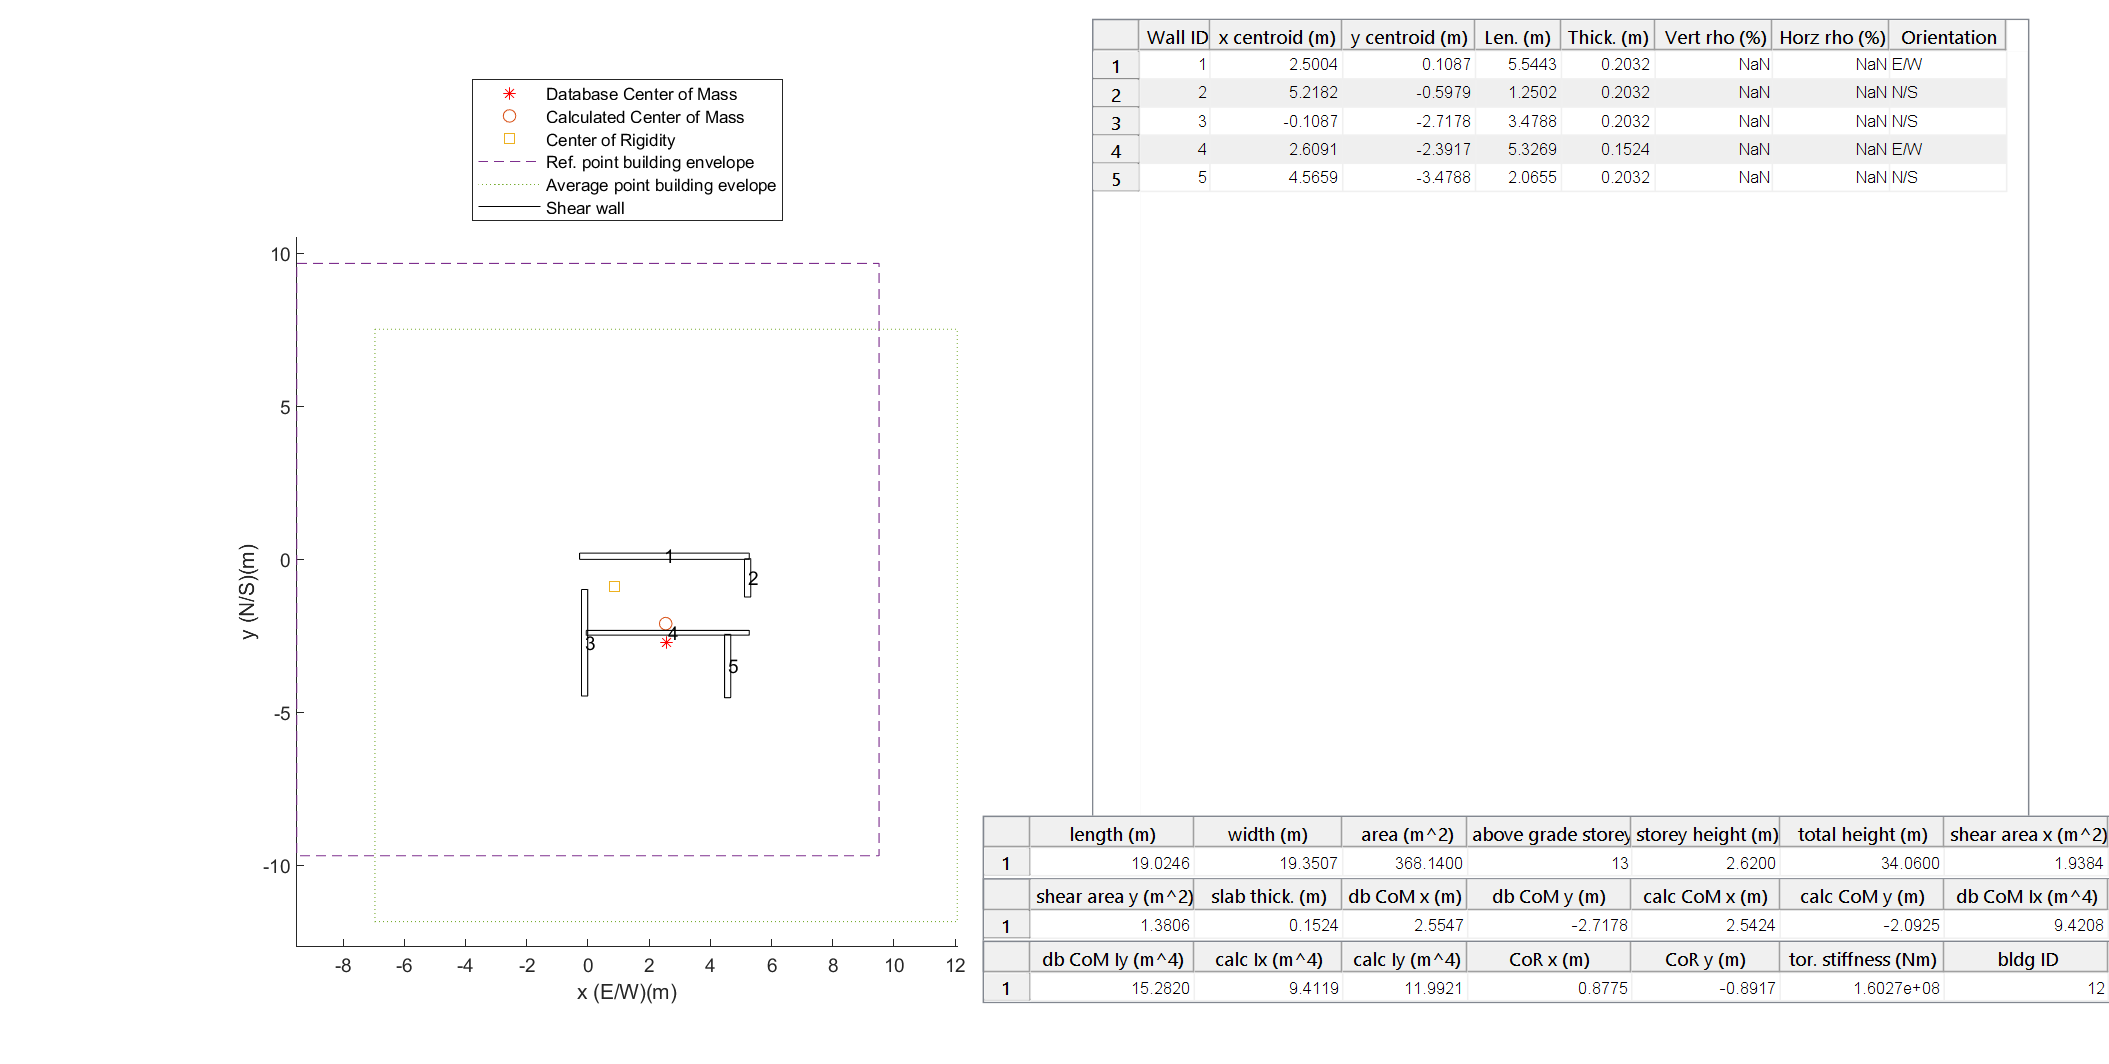 Database Center of Mass
Calculated Center of Mass
Center of Rigidity
Ref. point building envelope
Average point building evelope
Shear wall
10
5
0
-5
-10
y (N/S)(m)
1
2
3
4
5
-8 -6 -4 -2 0 2 4 6 8 10 12
x (E/W)(m)
Wall ID x centroid (m) y centroid (m) Len. (m) Thick. (m) Vert rho (%) Horz rho (%) Orientation
1 1 2.5004 0.1087 5.5443 0.2032 NaN NaN E/W
2 2 5.2182 -0.5979 1.2502 0.2032 NaN NaN N/S
3 3 -0.1087 -2.7178 3.4788 0.2032 NaN NaN N/S
4 4 2.6091 -2.3917 5.3269 0.1524 NaN NaN E/W
5 5 4.5659 -3.4788 2.0655 0.2032 NaN NaN N/S
length (m) width (m) area (m^2) above grade storey storey height (m) total height (m) shear area x (m^2)
1 19.0246 19.3507 368.1400 13 2.6200 34.0600 1.9384
shear area y (m^2) slab thick. (m) db CoM x (m) db CoM y (m) calc CoM x (m) calc CoM y (m) db CoM Ix (m^4)
1 1.3806 0.1524 2.5547 -2.7178 2.5424 -2.0925 9.4208
db CoM Iy (m^4) calc Ix (m^4) calc Iy (m^4) CoR x (m) CoR y (m) tor. stiffness (Nm) bldg ID
1 15.2820 9.4119 11.9921 0.8775 -0.8917 1.6027e+08 12